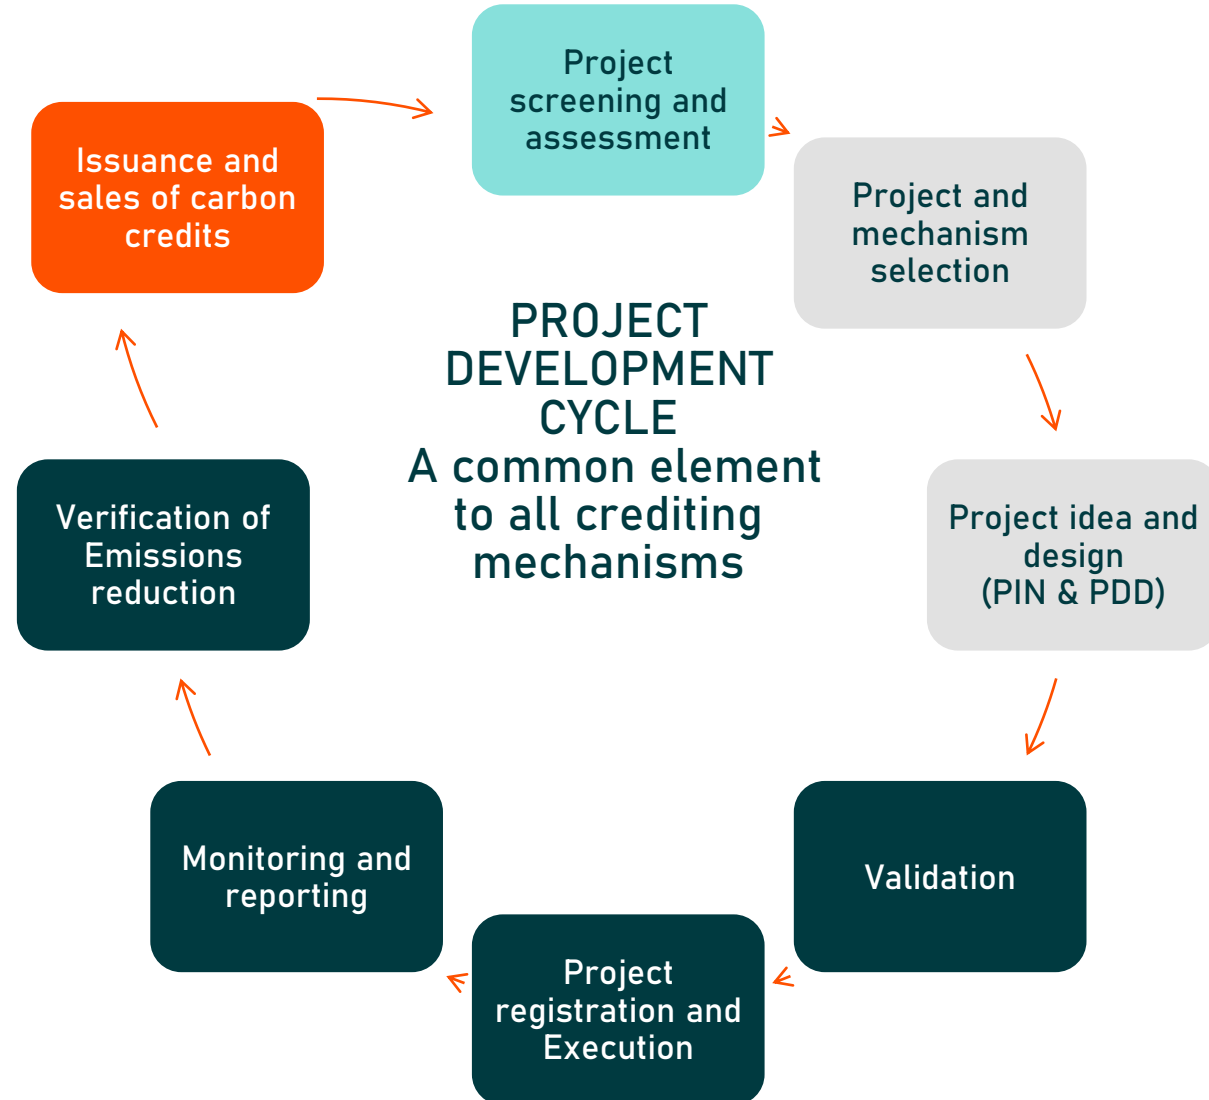 Project
screening and
assessment
Project and
mechanism
selection
Project idea and
design
(PIN & PDD)
Validation
Project
registration and
Execution
Monitoring and
reporting
Verification of
Emissions
reduction
Issuance and
sales of carbon
credits
PROJECT
DEVELOPMENT
CYCLE
A common element
to all crediting
mechanisms